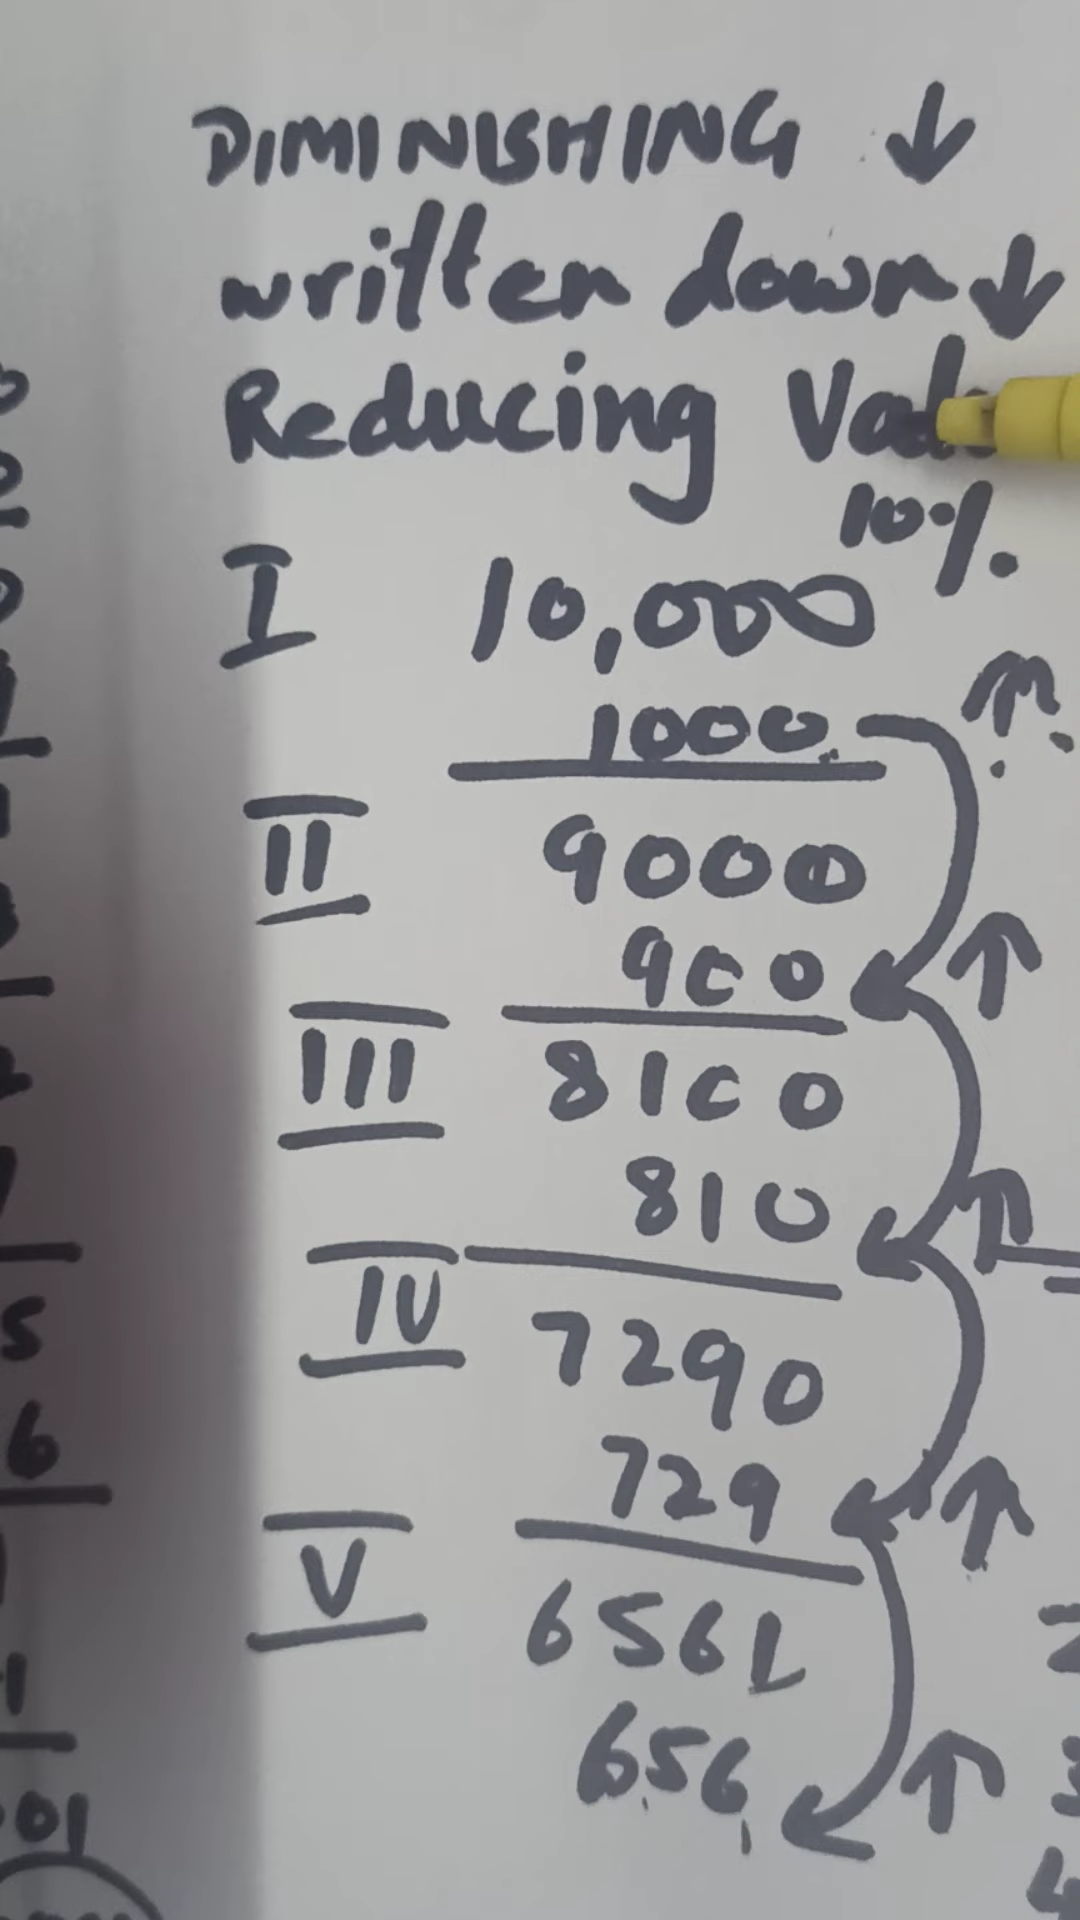 DIMINISHING ↓
written down ↓
Reducing
10%.
I 10,000
1000
II 9000
900
III 8100
810
IV 7290
729
V 6561
656